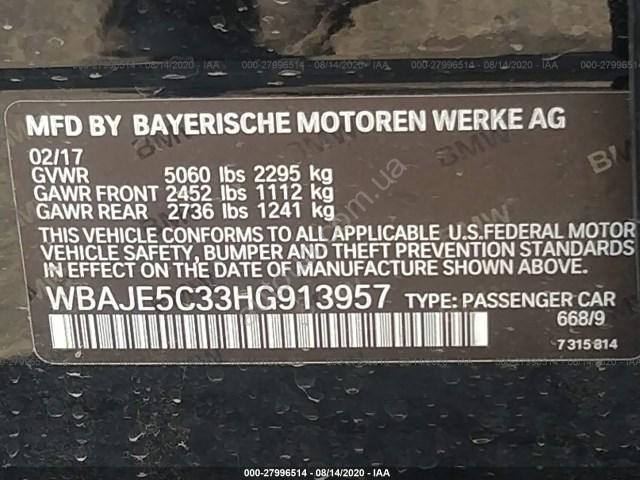 000-27996514 - 08/14/2020 - IAA
MFD BY BAYERISCHE MOTOREN WERKE AG
02/17
GVWR 5060 lbs 2295 kg
GAWR FRONT 2452 lbs 1112 kg
GAWR REAR 2736 lbs 1241 kg
THIS VEHICLE CONFORMS TO ALL APPLICABLE U.S.FEDERAL MOTOR
VEHICLE SAFETY, BUMPER AND THEFT PREVENTION STANDARDS
IN EFFECT ON THE DATE OF MANUFACTURE SHOWN ABOVE.
WBAJE5C33HG913957 TYPE: PASSENGER CAR
668/9
7 315 814
000-27996514 - 08/14/2020 - IAA